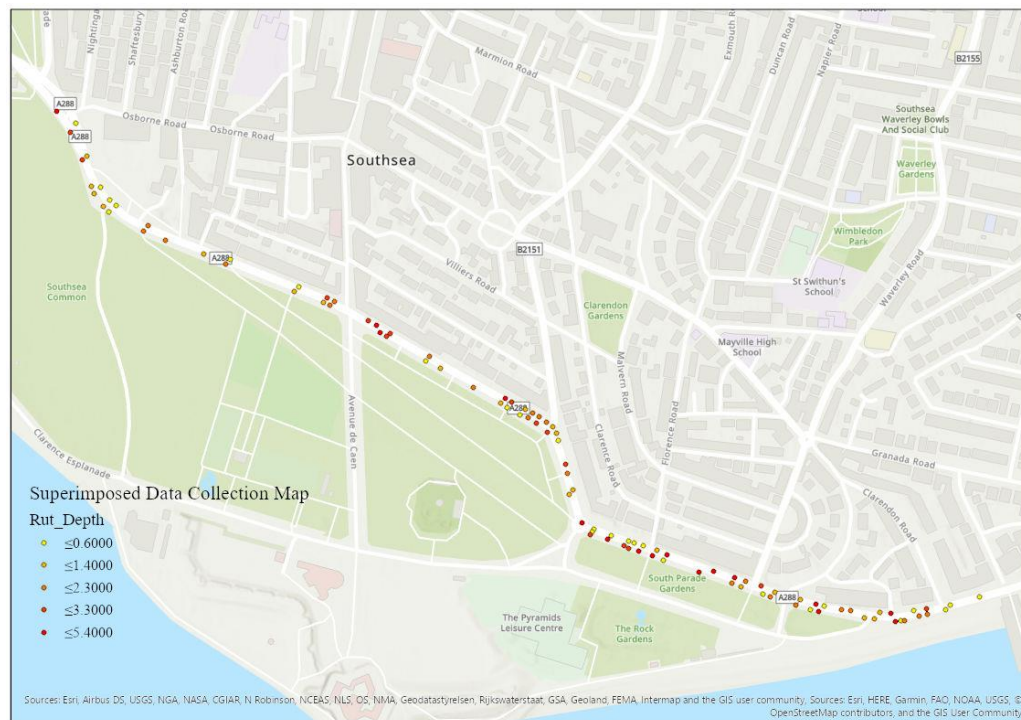 Nightingale
Shaftesbury
Ashburton Road
Marmion Road
Exmouth Road
Duncan Road
Napier Road
School
B2155
A288
Osborne Road
Osborne Road
A288
Southsea
Southsea
Waverley Bowls
And Social Club
Waverley
Gardens
Wimbledon
Park
B2151
A288
Villiers Road
St Swithun's
School
Waverley Road
Southsea
Common
Clarendon
Gardens
Mayville High
School
Malvern Road
Avenue de Caen
A288
Clarence Road
Florence Road
Granada Road
Clarendon Road
Clarence Esplanade
Superimposed Data Collection Map
Rut_Depth
≤0.6000
≤1.4000
≤2.3000
≤3.3000
≤5.4000
South Parade
Gardens
A288
The Pyramids
Leisure Centre
The Rock
Gardens
Sources: Esri, Airbus DS, USGS, NGA, NASA, CGIAR, N Robinson, NCEAS, NLS, OS, NMA, Geodatastyrelsen, Rijkswaterstaat, GSA, Geoland, FEMA, Intermap and the GIS user community, Sources: Esri, HERE, Garmin, FAO, NOAA, USGS, ©
OpenStreetMap contributors, and the GIS User Community